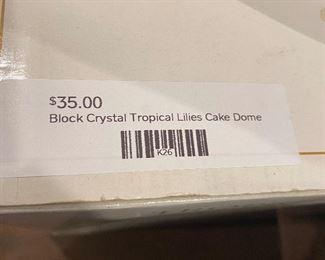 $35.00
Block Crystal Tropical Lilies Cake Dome
K26